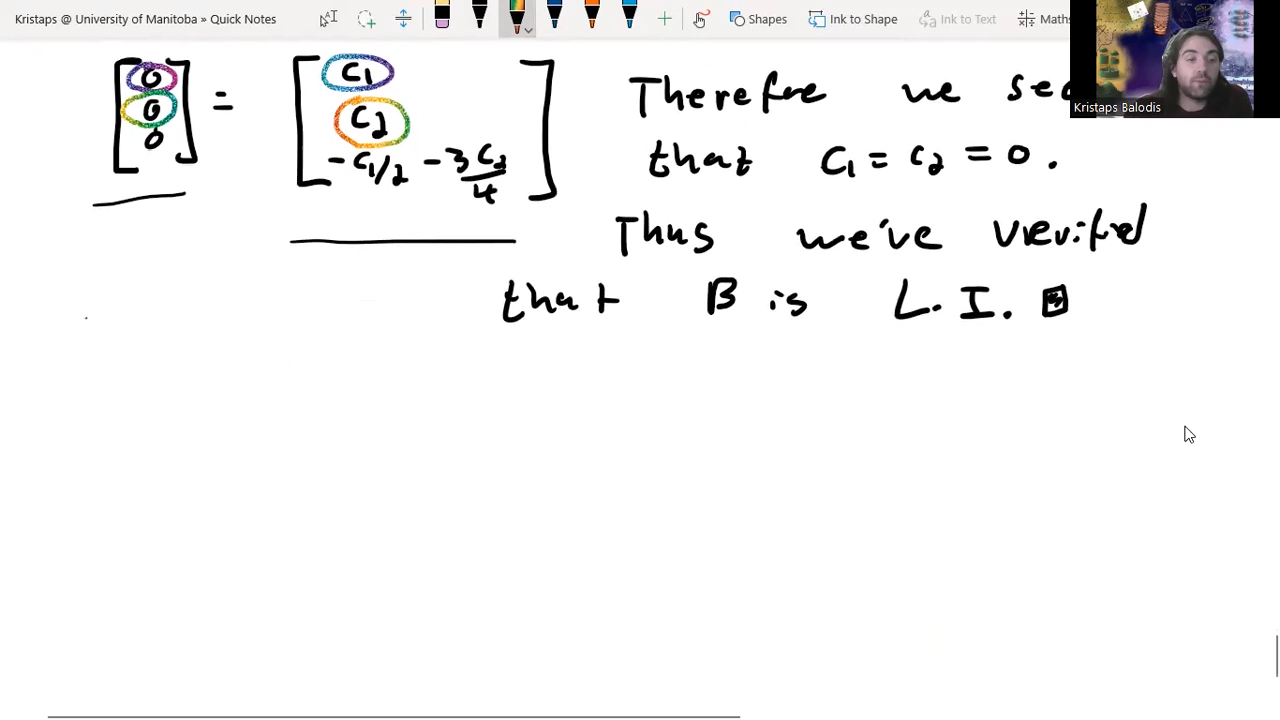 Kristaps @ University of Manitoba » Quick Notes
Shapes
Ink to Shape
Ink to Text
Maths
Kristaps Balodis
[0 0 0] = [c1 c2 -c1/2 - 3c2/4]
Therefore we see
that c1 = c2 = 0.
Thus we've verified
that B is L.I.